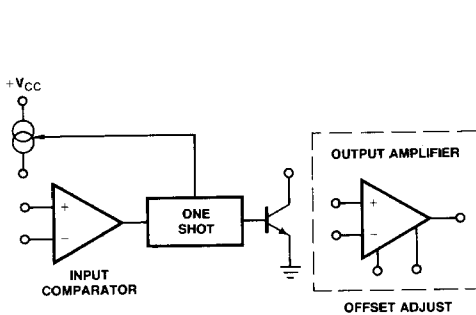 +VCC
OUTPUT AMPLIFIER
+
−
ONE
SHOT
+
−
INPUT
COMPARATOR
OFFSET ADJUST